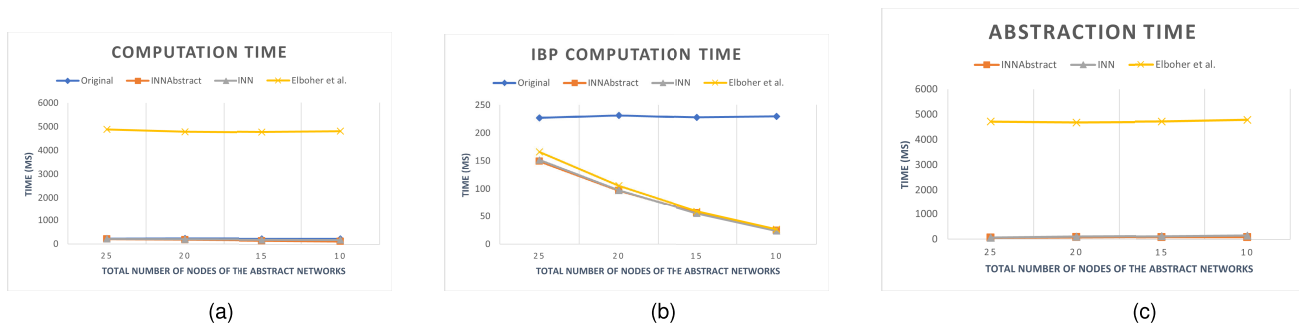 COMPUTATION TIME
Original INNAbstract INN Elboher et al.
6000
5000
4000
3000
2000
1000
0
TIME (MS)
25 20 15 10
TOTAL NUMBER OF NODES OF THE ABSTRACT NETWORKS
(a)
IBP COMPUTATION TIME
Original INNAbstract INN Elboher et al.
250
200
150
100
50
0
TIME (MS)
25 20 15 10
TOTAL NUMBER OF NODES OF THE ABSTRACT NETWORKS
(b)
ABSTRACTION TIME
INNAbstract INN Elboher et al.
6000
5000
4000
3000
2000
1000
0
TIME (MS)
25 20 15 10
TOTAL NUMBER OF NODES OF THE ABSTRACT NETWORKS
(c)